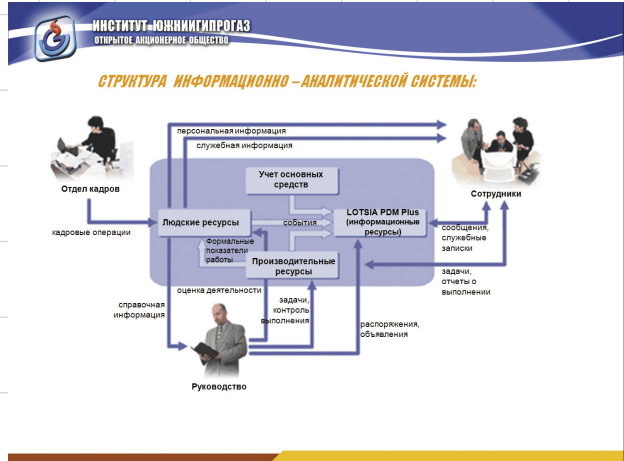 ИНСТИТУТ ЮЖНИИГИПРОГАЗ
ОТКРЫТОЕ АКЦИОНЕРНОЕ ОБЩЕСТВО
СТРУКТУРА ИНФОРМАЦИОННО – АНАЛИТИЧЕСКОЙ СИСТЕМЫ:
персональная информация
служебная информация
Отдел кадров
Сотрудники
Учет основных
средств
Людские ресурсы
события
LOTSIA PDM Plus
(информационные
ресурсы)
кадровые операции
Формальные
показатели
работы
Производительные
ресурсы
сообщения,
служебные
записки
задачи,
отчеты о
выполнении
оценка деятельности
справочная
информация
задачи,
контроль
выполнения
распоряжения,
объявления
Руководство